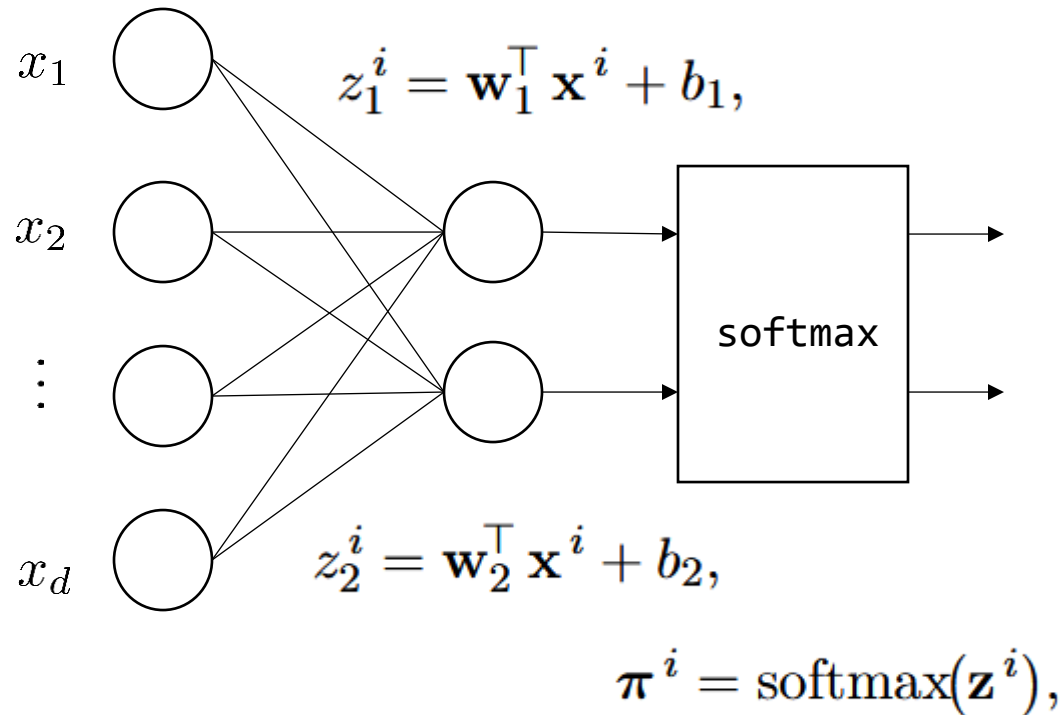 x_1
z_1^i = w_1^⊤ x^i + b_1,
x_2
softmax
⋮
x_d
z_2^i = w_2^⊤ x^i + b_2,
π^i = softmax(z^i),